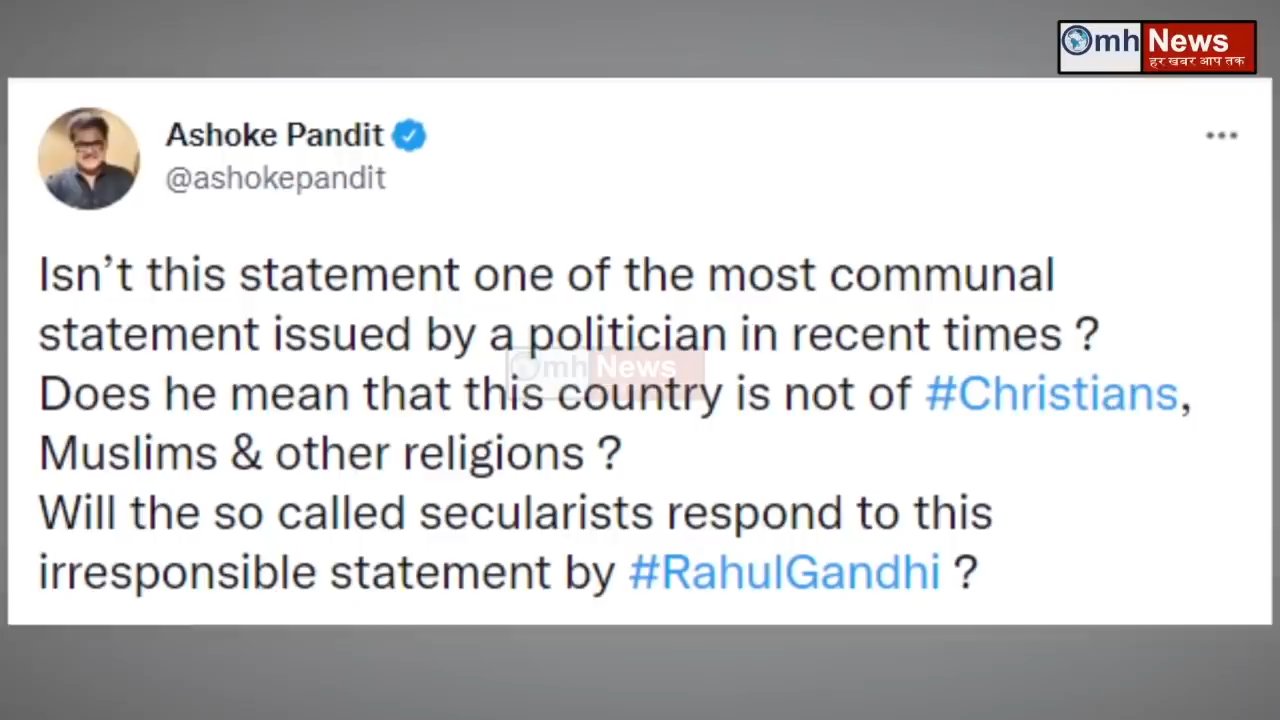 mh News
हर खबर आप तक
Ashoke Pandit
@ashokepandit
Isn’t this statement one of the most communal
statement issued by a politician in recent times ?
Does he mean that this country is not of #Christians,
Muslims & other religions ?
Will the so called secularists respond to this
irresponsible statement by #RahulGandhi ?
mh News